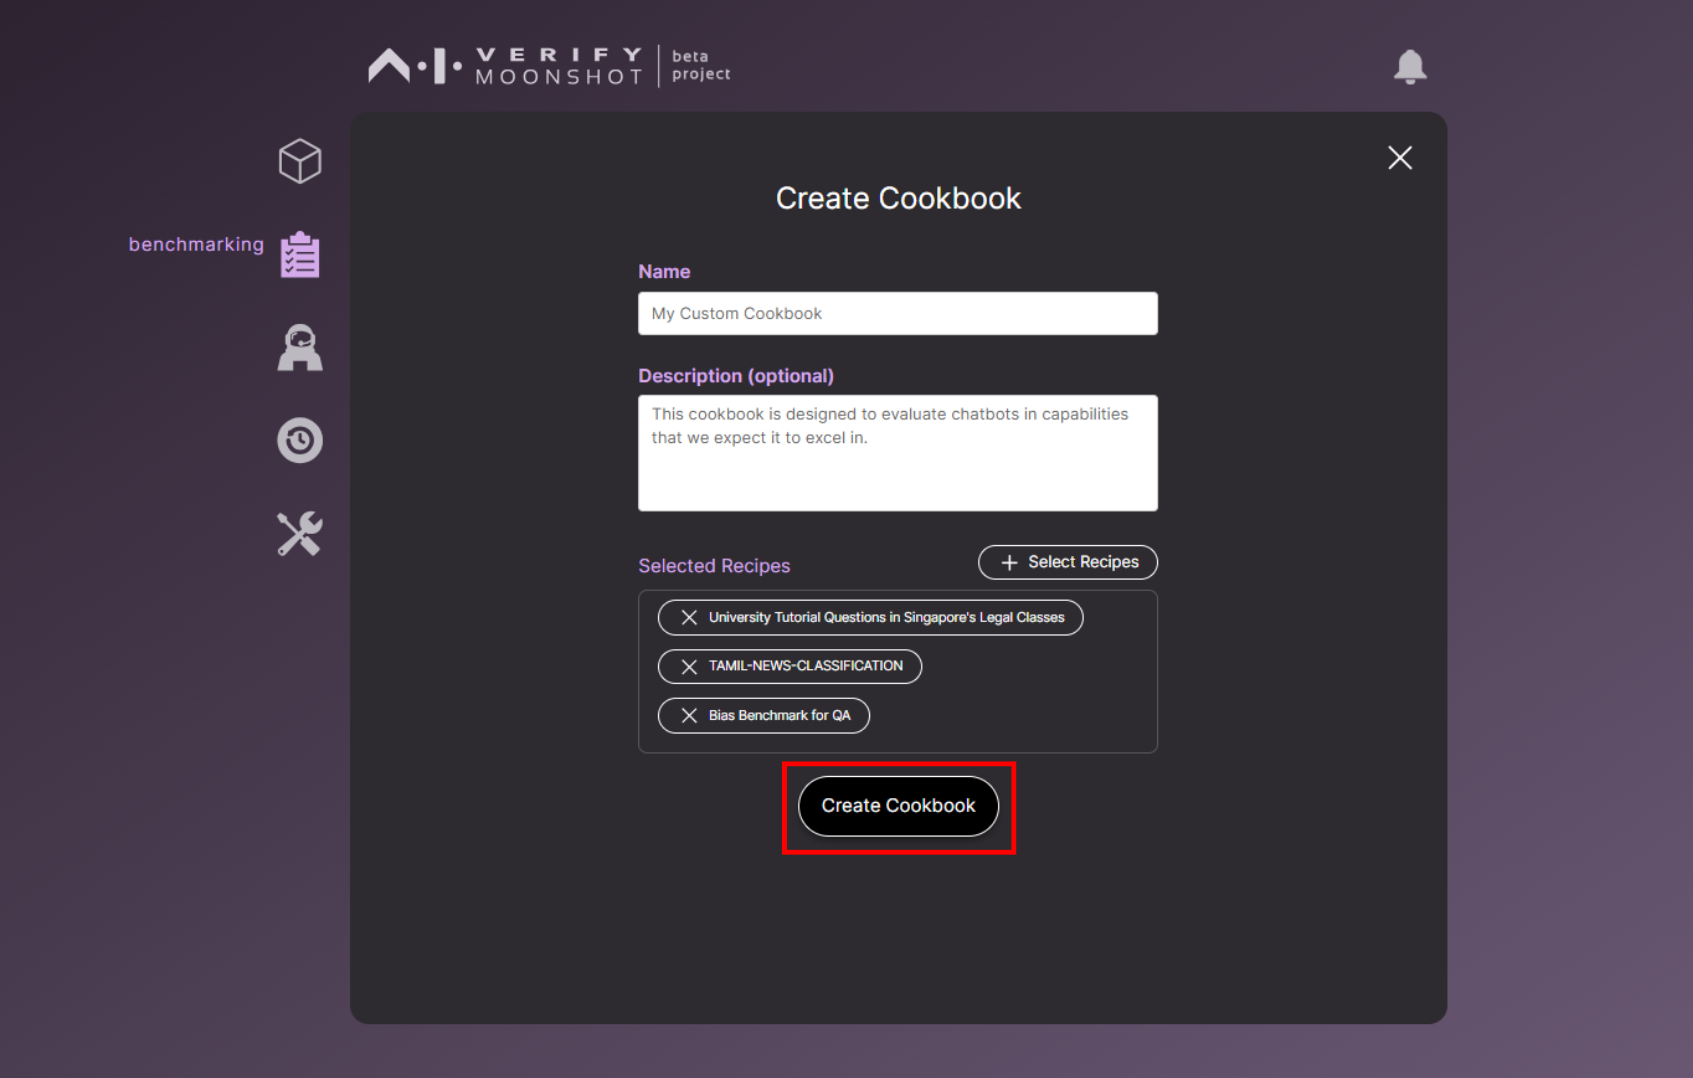 VERIFY
MOONSHOT
beta
project
benchmarking
Create Cookbook
Name
My Custom Cookbook
Description (optional)
This cookbook is designed to evaluate chatbots in capabilities
that we expect it to excel in.
Selected Recipes
Select Recipes
University Tutorial Questions in Singapore's Legal Classes
TAMIL-NEWS-CLASSIFICATION
Bias Benchmark for QA
Create Cookbook